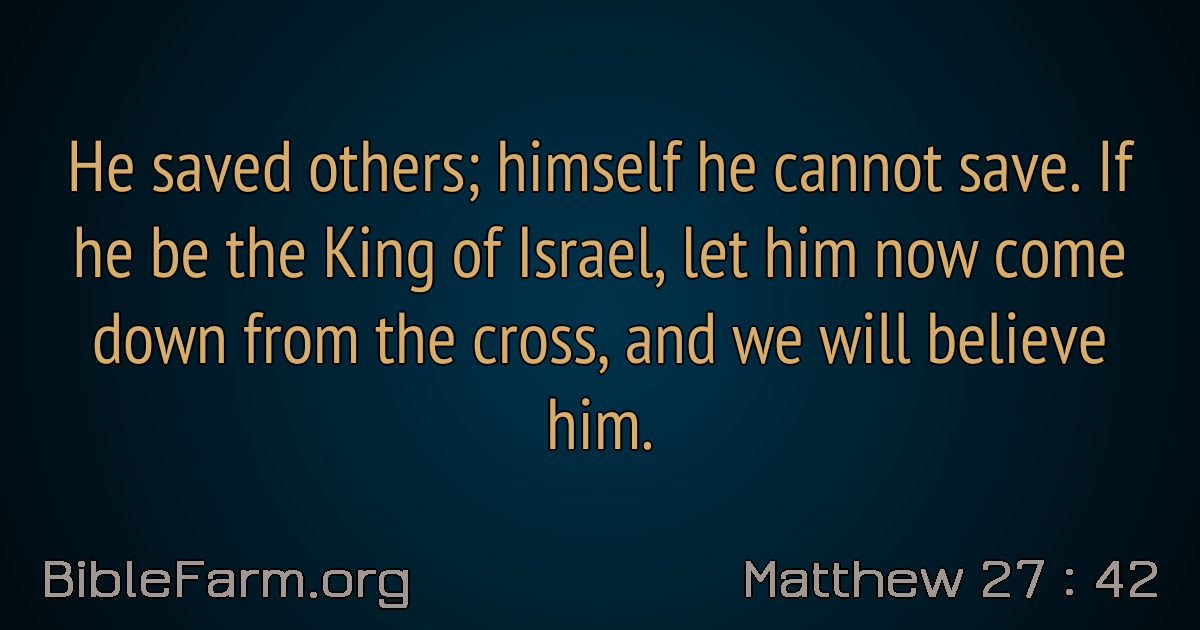 He saved others; himself he cannot save. If
he be the King of Israel, let him now come
down from the cross, and we will believe
him.
BibleFarm.org
Matthew 27 : 42